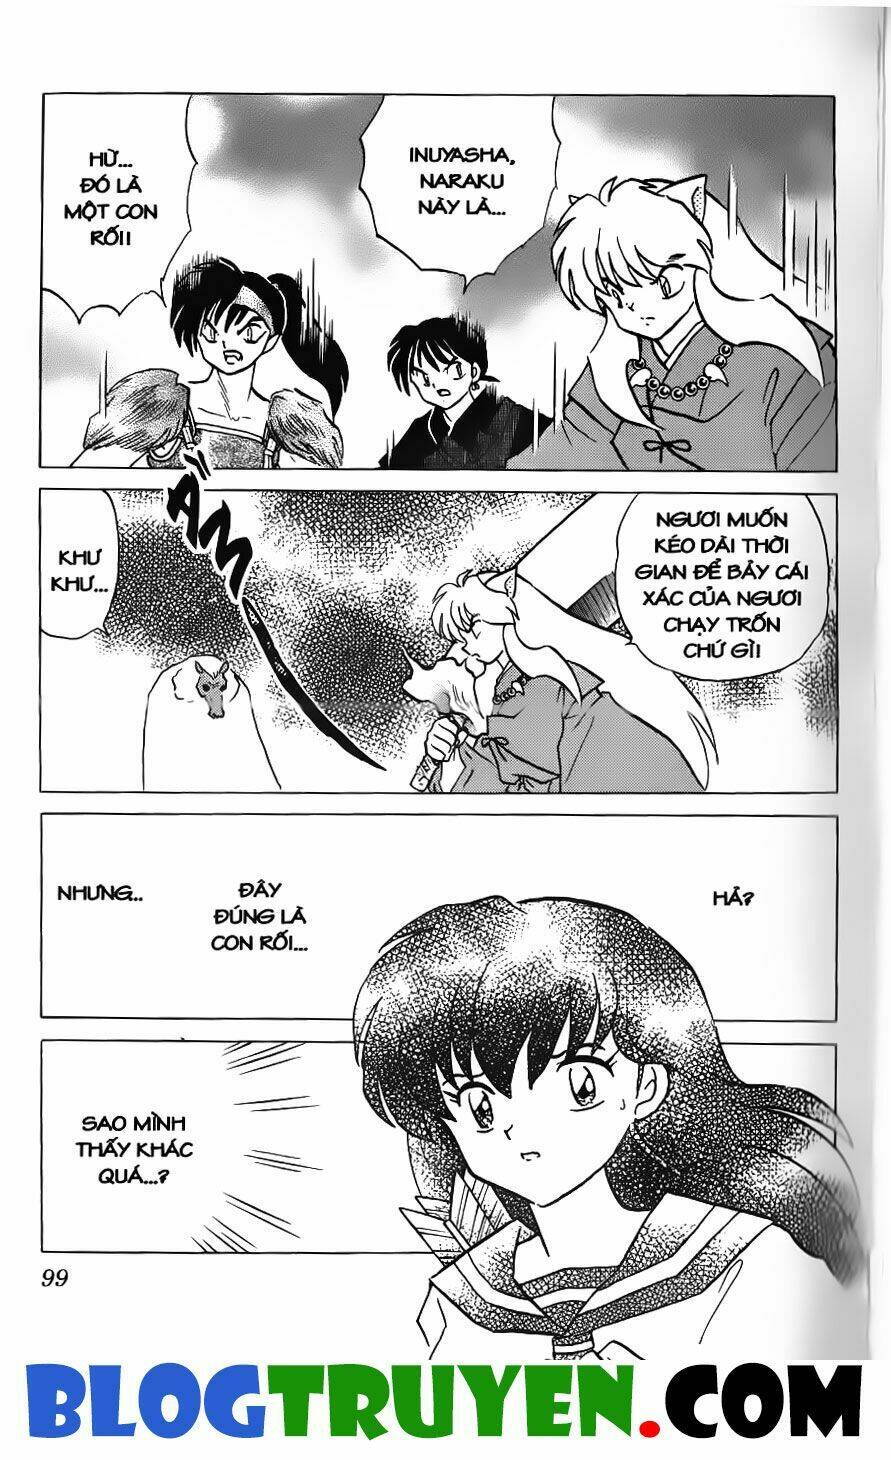 INUYASHA,
NARAKU
NÀY LÀ...
HỪ...
ĐÓ LÀ
MỘT CON
RỐI!
NGƯƠI MUỐN
KÉO DÀI THỜI
GIAN ĐỂ BẢY CÁI
XÁC CỦA NGƯƠI
CHẠY TRỐN
CHỨ GÌ!
ẦM
KHƯ
KHƯ...
HẢ?
ĐÂY
ĐÚNG LÀ
CON RỐI...
NHƯNG...
SAO MÌNH
THẤY KHÁC
QUÁ...?
99
BLOGTRUYEN.COM